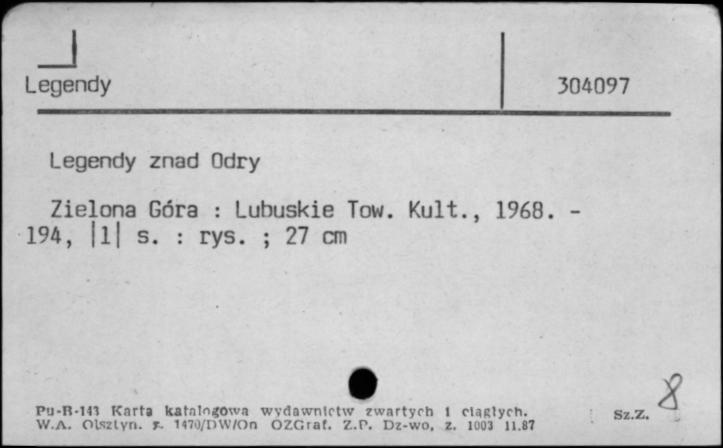 Legendy
304097
Legendy znad Odry
Zielona Góra : Lubuskie Tow. Kult., 1968. -
194, |1| s. : rys. ; 27 cm
8
Pu-R-143 Karta katalogowa wydawnictw zwartych i ciągłych. Sz.Z.
W.A. Olsztyn. z. 1470/DW/On OZGraf. Z.P. Dz-wo, z. 1003 11.87